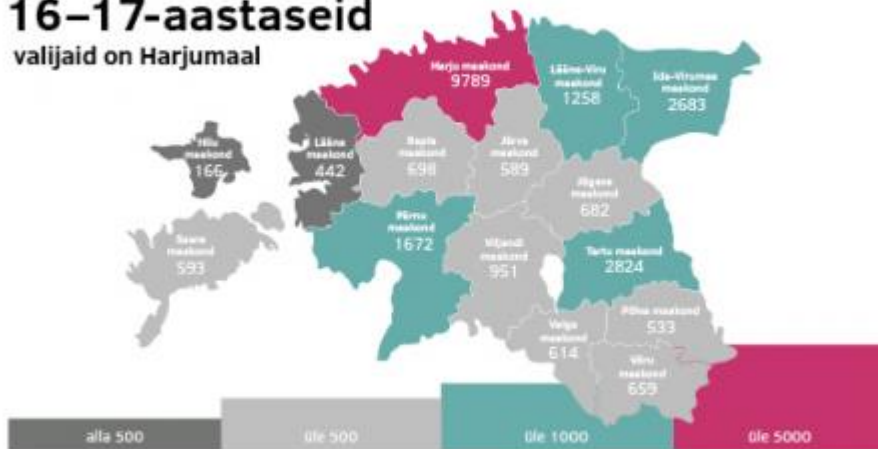 16–17-aastaseid
valijaid on Harjumaal
Harju maakond
9789
Lääne-Viru
maakond
1258
Ida-Virumaa
maakond
2683
Hiiu
maakond
166
Lääne
maakond
442
Rapla
maakond
698
Järva
maakond
589
Jõgeva
maakond
682
Saare
maakond
593
Pärnu
maakond
1672
Viljandi
maakond
951
Tartu maakond
2824
Valga
maakond
614
Põlva maakond
533
Võru
maakond
659
alla 500
üle 500
üle 1000
üle 5000